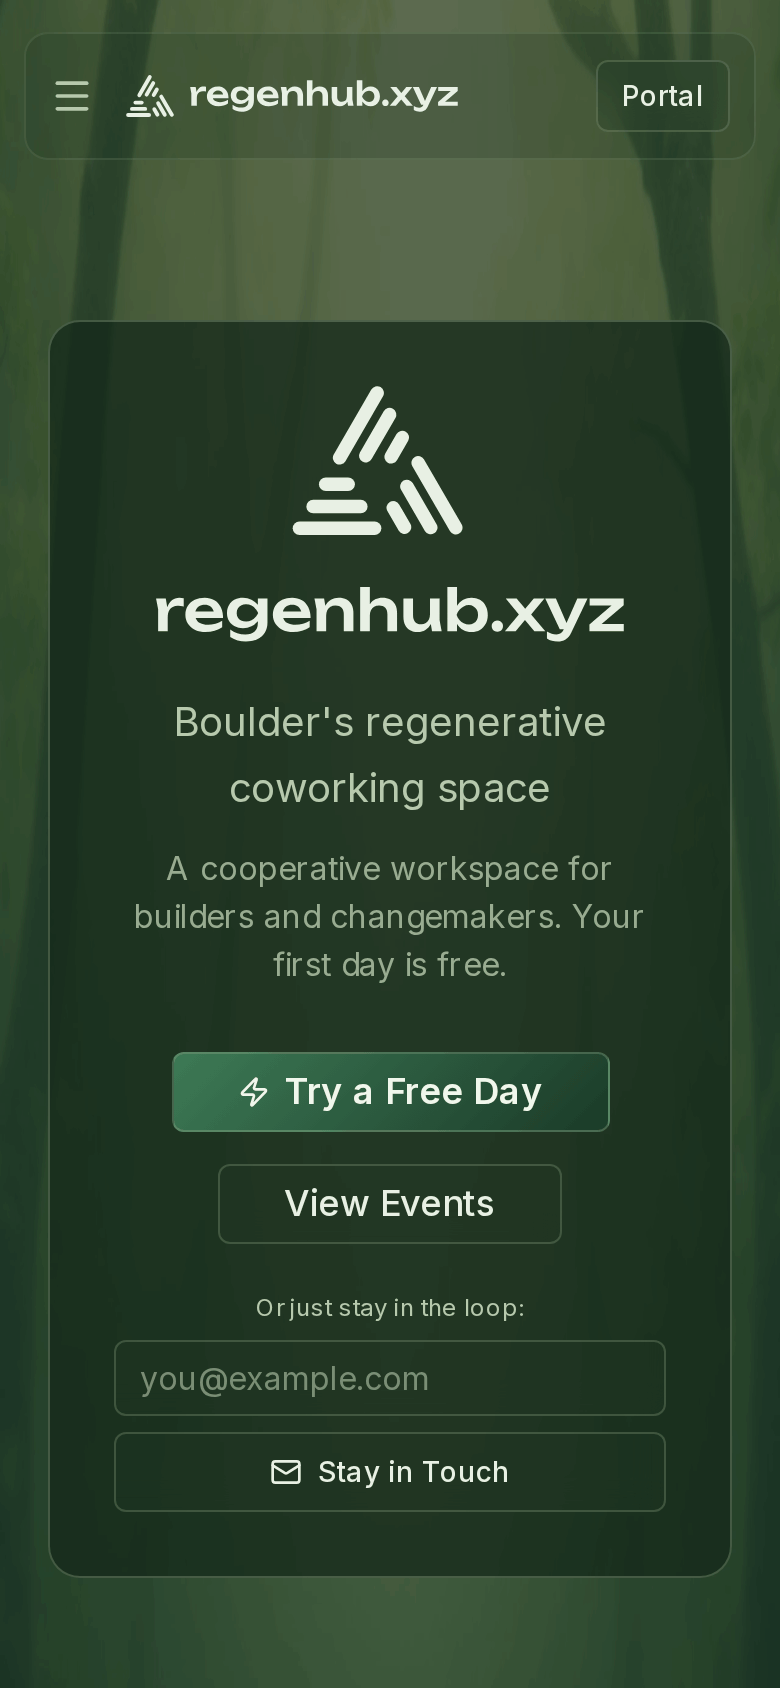 regenhub.xyz
Portal
regenhub.xyz
Boulder's regenerative
coworking space
A cooperative workspace for
builders and changemakers. Your
first day is free.
Try a Free Day
View Events
Or just stay in the loop:
you@example.com
Stay in Touch